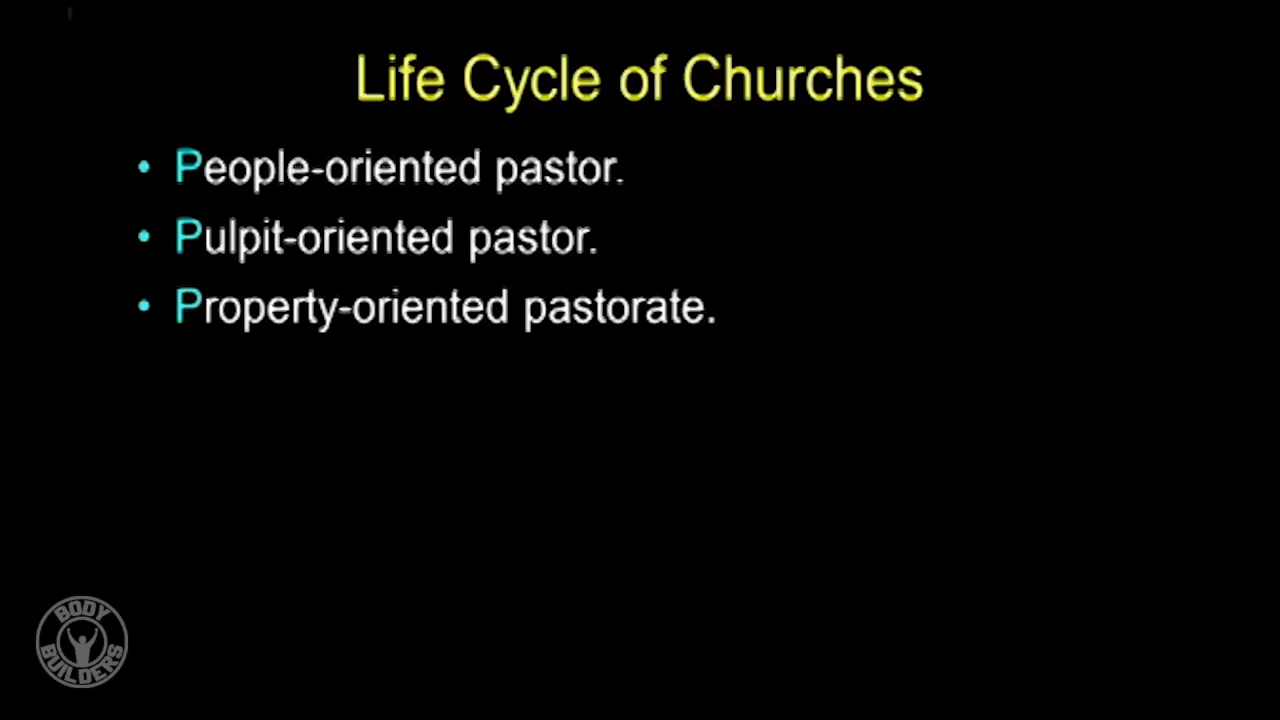 Life Cycle of Churches
• People-oriented pastor.
• Pulpit-oriented pastor.
• Property-oriented pastorate.
BODY
BUILDERS